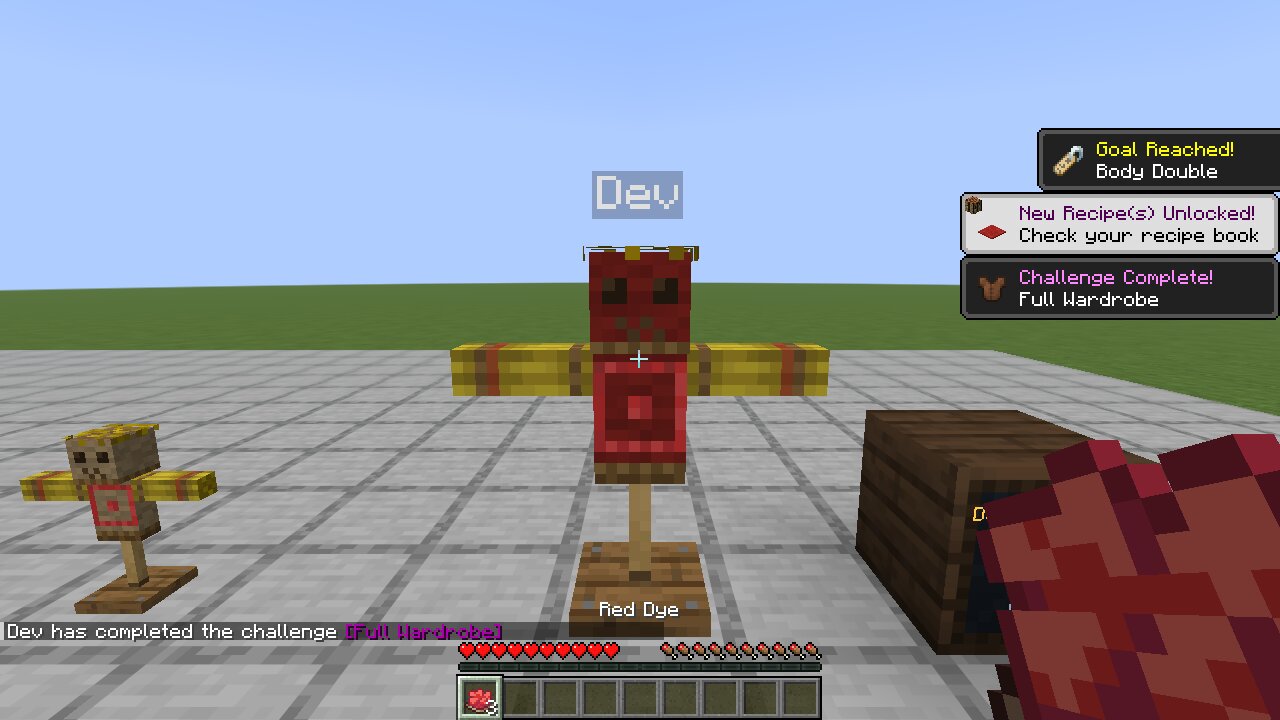 Goal Reached!
Body Double
Dev
New Recipe(s) Unlocked!
Check your recipe book
Challenge Complete!
Full Wardrobe
D
Red Dye
Dev has completed the challenge [Full Wardrobe]